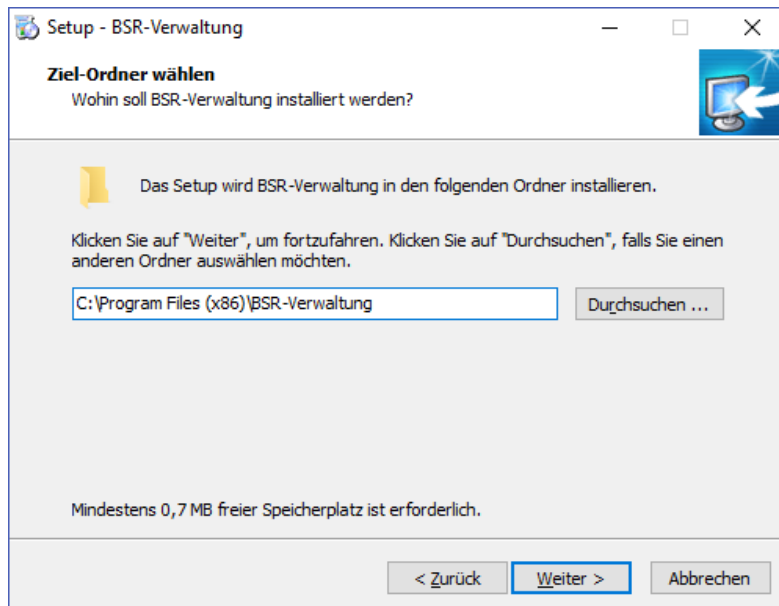 Setup - BSR-Verwaltung
Ziel-Ordner wählen
Wohin soll BSR-Verwaltung installiert werden?
Das Setup wird BSR-Verwaltung in den folgenden Ordner installieren.
Klicken Sie auf "Weiter", um fortzufahren. Klicken Sie auf "Durchsuchen", falls Sie einen
anderen Ordner auswählen möchten.
C:\Program Files (x86)\BSR-Verwaltung
Durchsuchen ...
Mindestens 0,7 MB freier Speicherplatz ist erforderlich.
< Zurück
Weiter >
Abbrechen